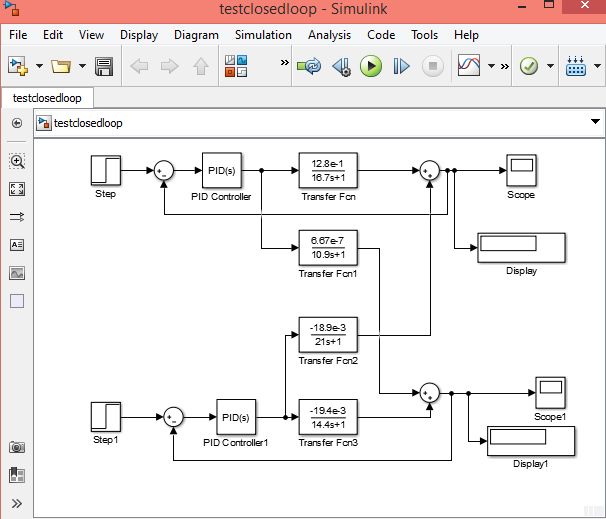 testclosedloop - Simulink
File Edit View Display Diagram Simulation Analysis Code Tools Help
»
»
testclosedloop
testclosedloop
Step
PID(s)
PID Controller
12.8e-1
16.7s+1
Transfer Fcn
Scope
6.67e-7
10.9s+1
Transfer Fcn1
Display
-18.9e-3
21s+1
Transfer Fcn2
Step1
PID(s)
PID Controller1
-19.4e-3
14.4s+1
Transfer Fcn3
Scope1
Display1